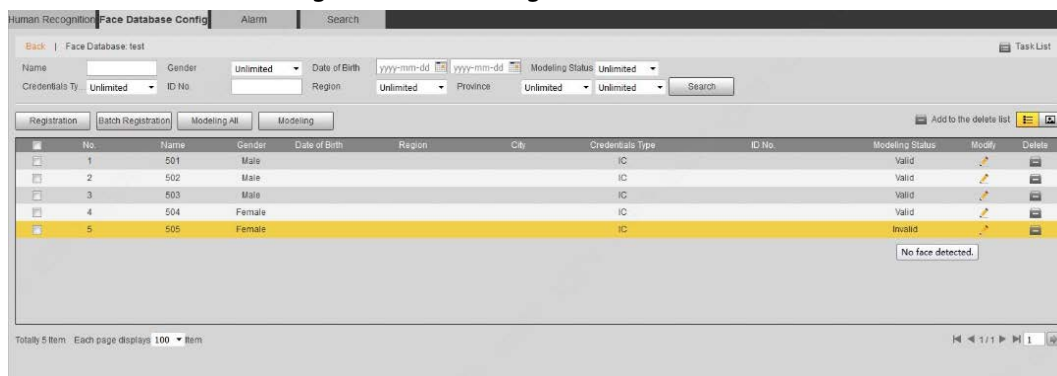 Human Recognition Face Database Config Alarm Search
Back | Face Database: test Task List
Name Gender Unlimited Date of Birth yyyy-mm-dd yyyy-mm-dd Modeling Status Unlimited
Credentials Ty... Unlimited ID No. Region Unlimited Province Unlimited Unlimited Search
Registration Batch Registration Modeling All Modeling Add to the delete list
No. Name Gender Date of Birth Region City Credentials Type ID No. Modeling Status Modify Delete
1 501 Male IC Valid
2 502 Male IC Valid
3 503 Male IC Valid
4 504 Female IC Valid
5 505 Female IC Invalid
No face detected.
Totally 5 Item Each page displays 100 Item 1/1 1